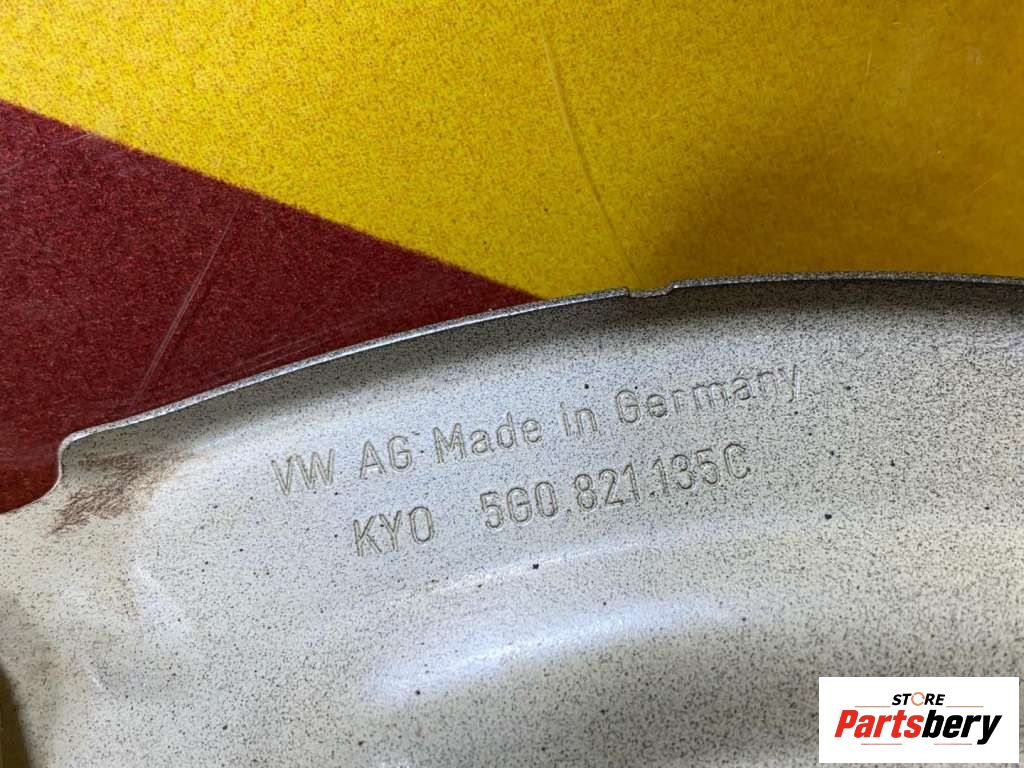 VW AG Made in Germany
KYO 5G0.821.135C
STORE
Partsbery